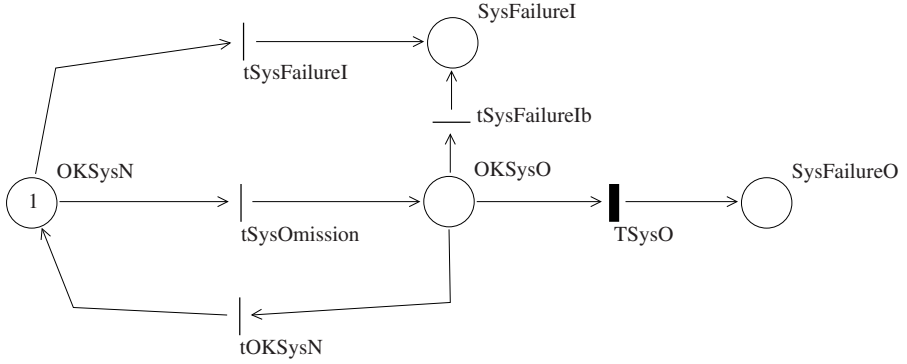 SysFailureI
tSysFailureI
tSysFailureIb
OKSysN
OKSysO
SysFailureO
1
tSysOmission
TSysO
tOKSysN